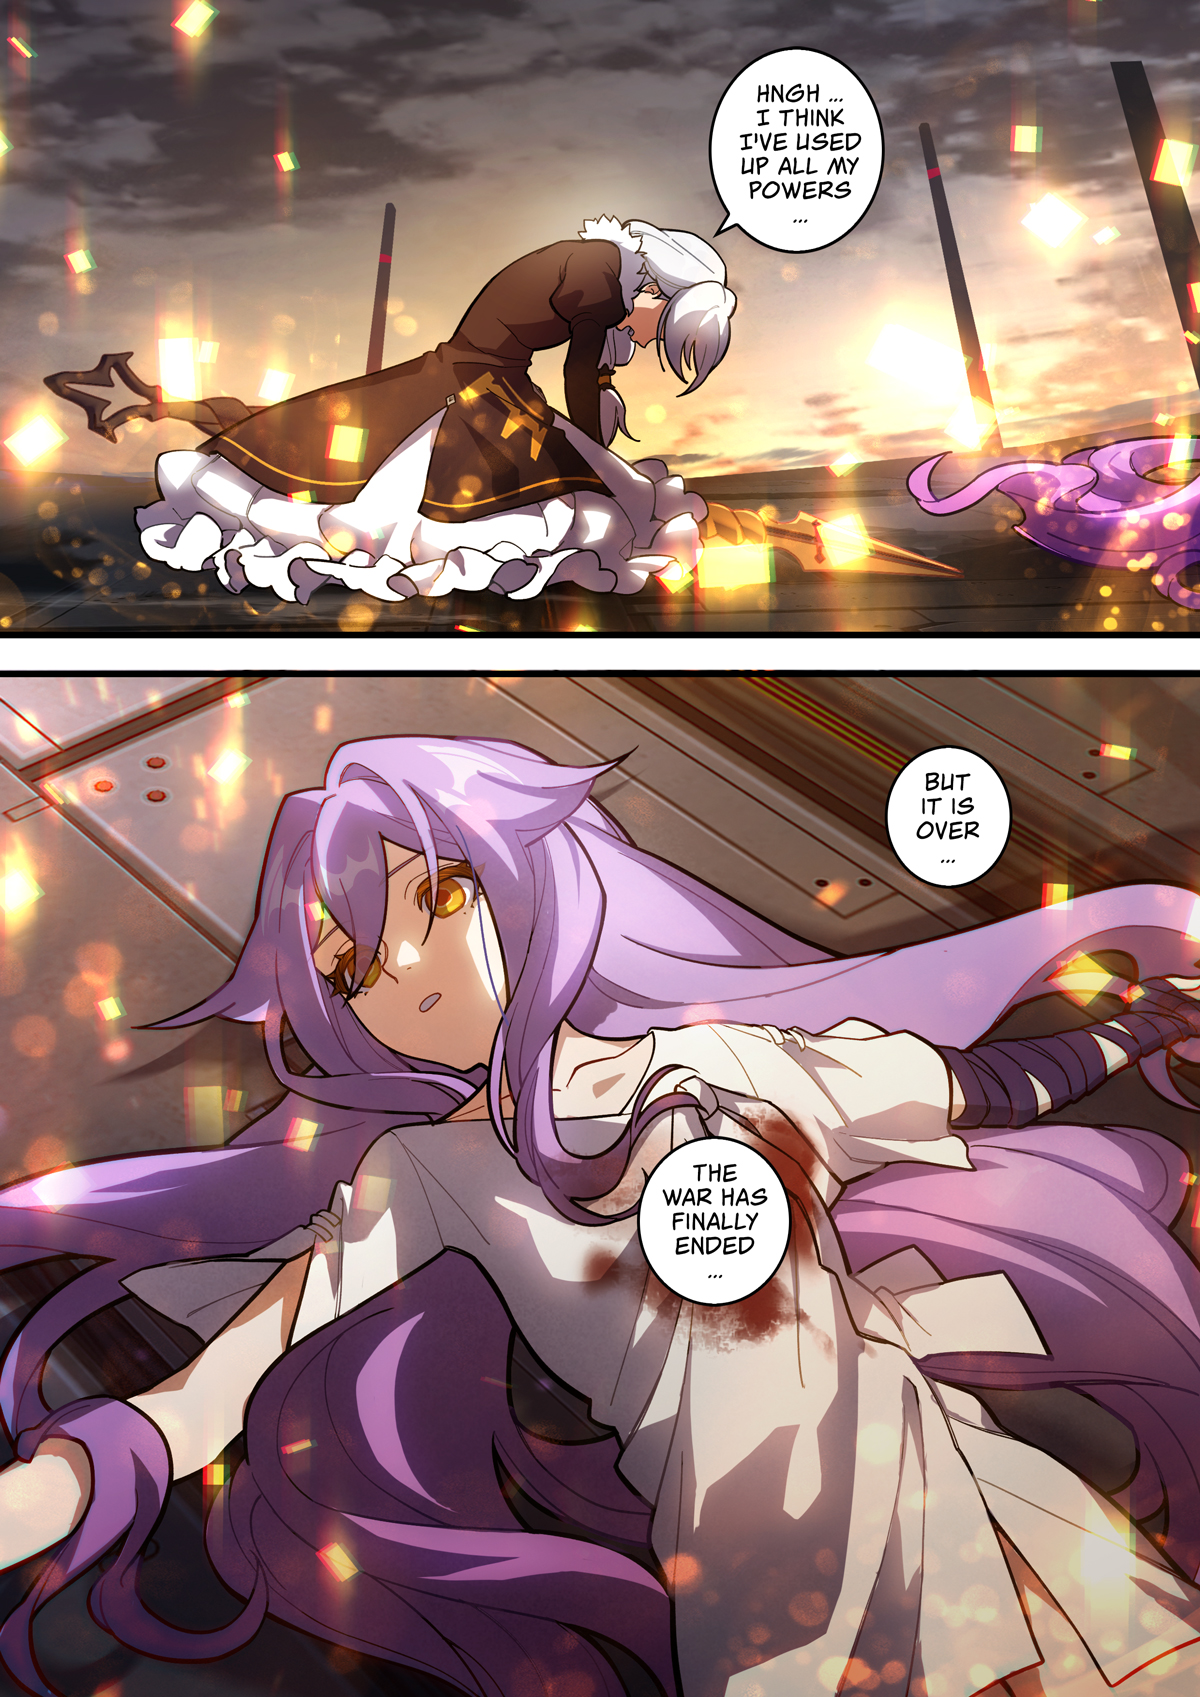 HNGH ...
I THINK
I'VE USED
UP ALL MY
POWERS
...
BUT
IT IS
OVER
...
THE
WAR HAS
FINALLY
ENDED
...